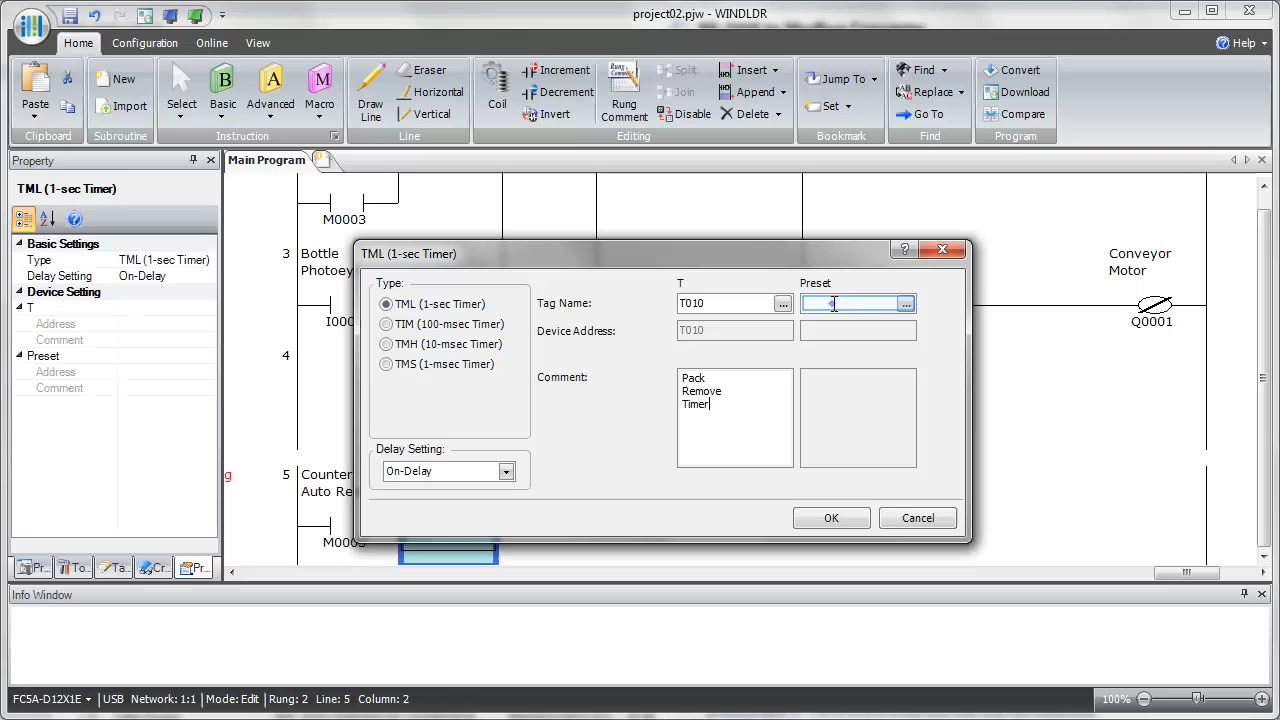 project02.pjw - WINDLDR
Home
Configuration
Online
View
Help
Paste
Clipboard
New
Import
Subroutine
Select
Basic
Advanced
Macro
Instruction
B
A
M
Draw
Line
Eraser
Horizontal
Vertical
Line
Coil
Increment
Decrement
Invert
Rung
Comment
Split
Join
Disable
Insert
Append
Delete
Editing
Jump To
Set
Bookmark
Find
Replace
Go To
Find
Convert
Download
Compare
Program
Property
TML (1-sec Timer)
Basic Settings
Type TML (1-sec Timer)
Delay Setting On-Delay
Device Setting
T
Address
Comment
Preset
Address
Comment
Pr...
To...
Ta...
Cr...
Pr...
Main Program
M0003
3 Bottle
Photoey
I000
4
g 5 Counter
Auto Re
M0003
Conveyor
Motor
Q0001
TML (1-sec Timer)
Type:
TML (1-sec Timer)
TIM (100-msec Timer)
TMH (10-msec Timer)
TMS (1-msec Timer)
Delay Setting:
On-Delay
T Preset
Tag Name: T010
Device Address: T010
Comment: Pack
Remove
Timer
OK
Cancel
Info Window
FC5A-D12X1E USB Network: 1:1 Mode: Edit Rung: 2 Line: 5 Column: 2
100%